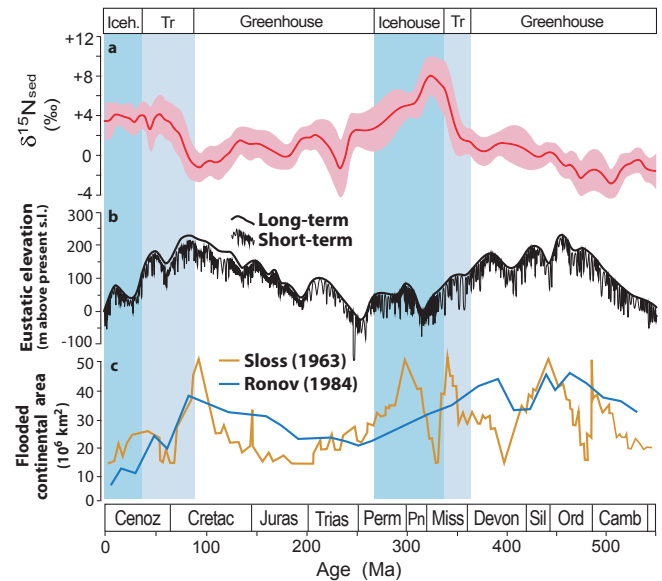 Iceh. Tr Greenhouse Icehouse Tr Greenhouse
a
+12
+8
+4
0
-4
δ¹⁵Nsed
(‰)
b
300
200
100
0
-100
Eustatic elevation
(m above present s.l.)
Long-term
Short-term
c
50
40
30
20
10
0
Flooded
continental area
(10⁶ km²)
Sloss (1963)
Ronov (1984)
Cenoz Cretac Juras Trias Perm Pn Miss Devon Sil Ord Camb
0 100 200 300 400 500
Age (Ma)